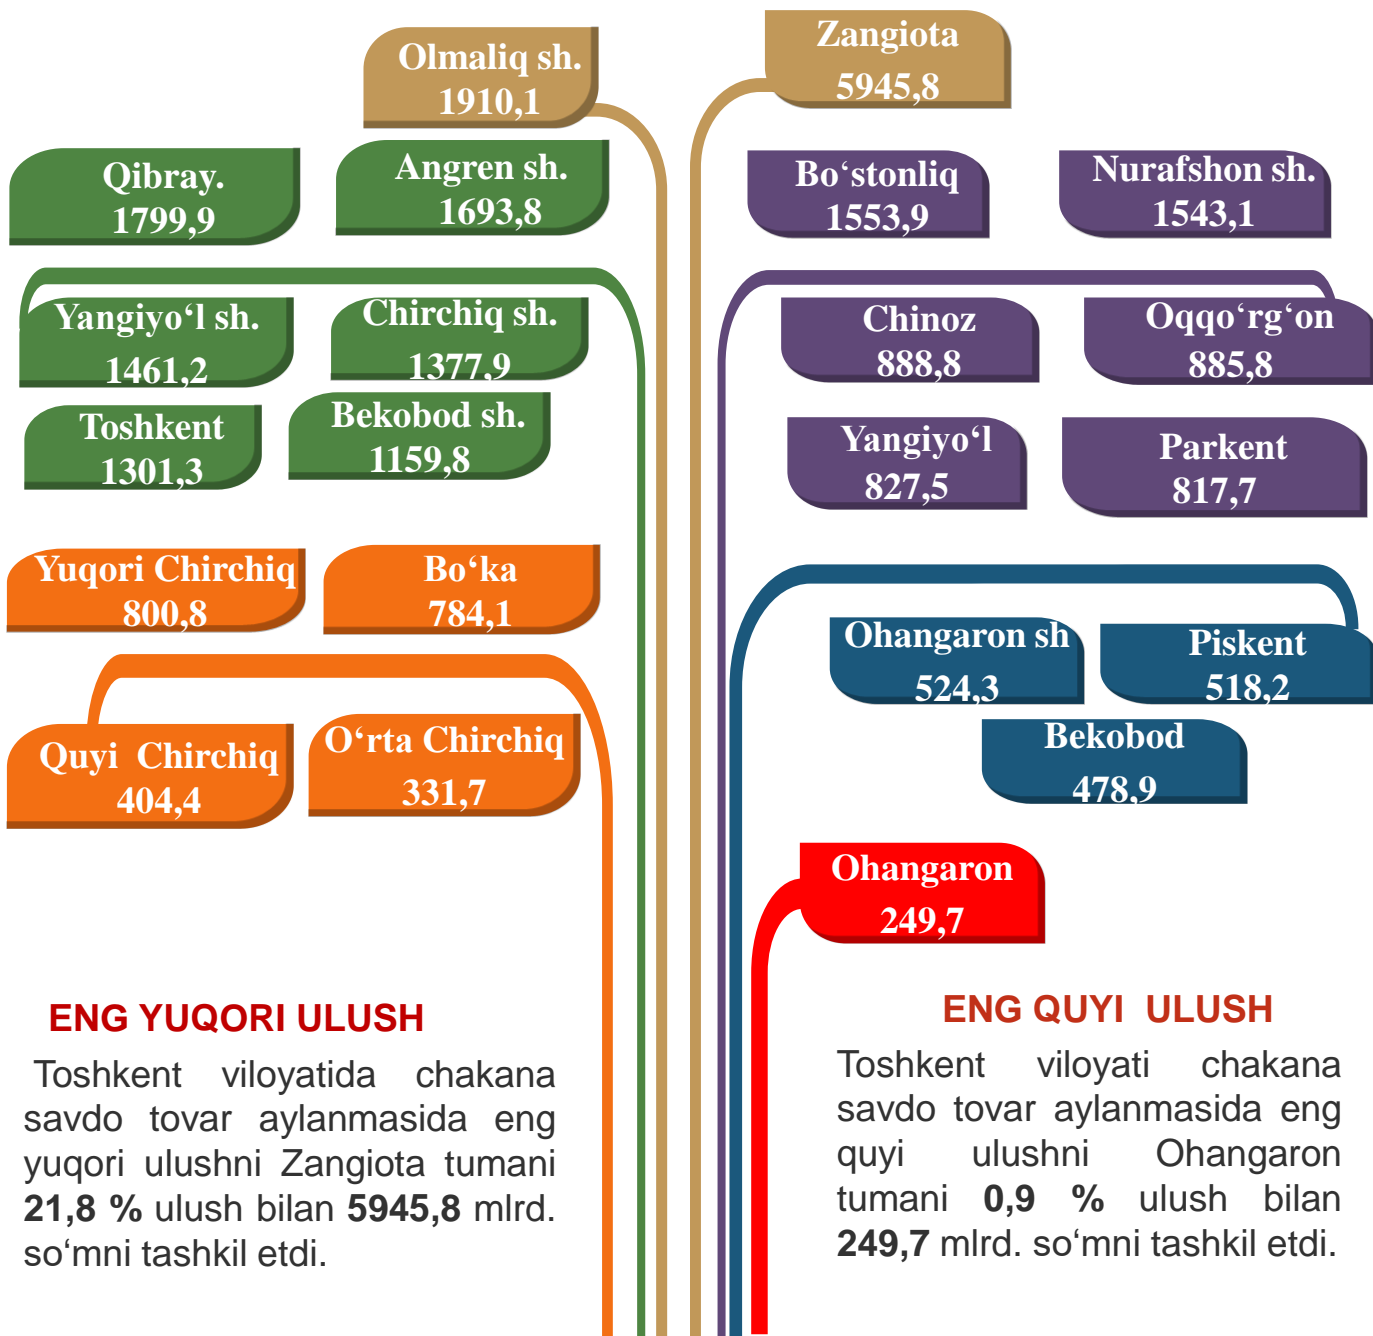 Olmaliq sh.
1910,1
Zangiota
5945,8
Qibray.
1799,9
Angren sh.
1693,8
Bo‘stonliq
1553,9
Nurafshon sh.
1543,1
Yangiyo‘l sh.
1461,2
Chirchiq sh.
1377,9
Chinoz
888,8
Oqqo‘rg‘on
885,8
Toshkent
1301,3
Bekobod sh.
1159,8
Yangiyo‘l
827,5
Parkent
817,7
Yuqori Chirchiq
800,8
Bo‘ka
784,1
Ohangaron sh
524,3
Piskent
518,2
Quyi Chirchiq
404,4
O‘rta Chirchiq
331,7
Bekobod
478,9
Ohangaron
249,7
ENG YUQORI ULUSH
Toshkent viloyatida chakana
savdo tovar aylanmasida eng
yuqori ulushni Zangiota tumani
21,8 % ulush bilan 5945,8 mlrd.
so‘mni tashkil etdi.
ENG QUYI ULUSH
Toshkent viloyati chakana
savdo tovar aylanmasida eng
quyi ulushni Ohangaron
tumani 0,9 % ulush bilan
249,7 mlrd. so‘mni tashkil etdi.